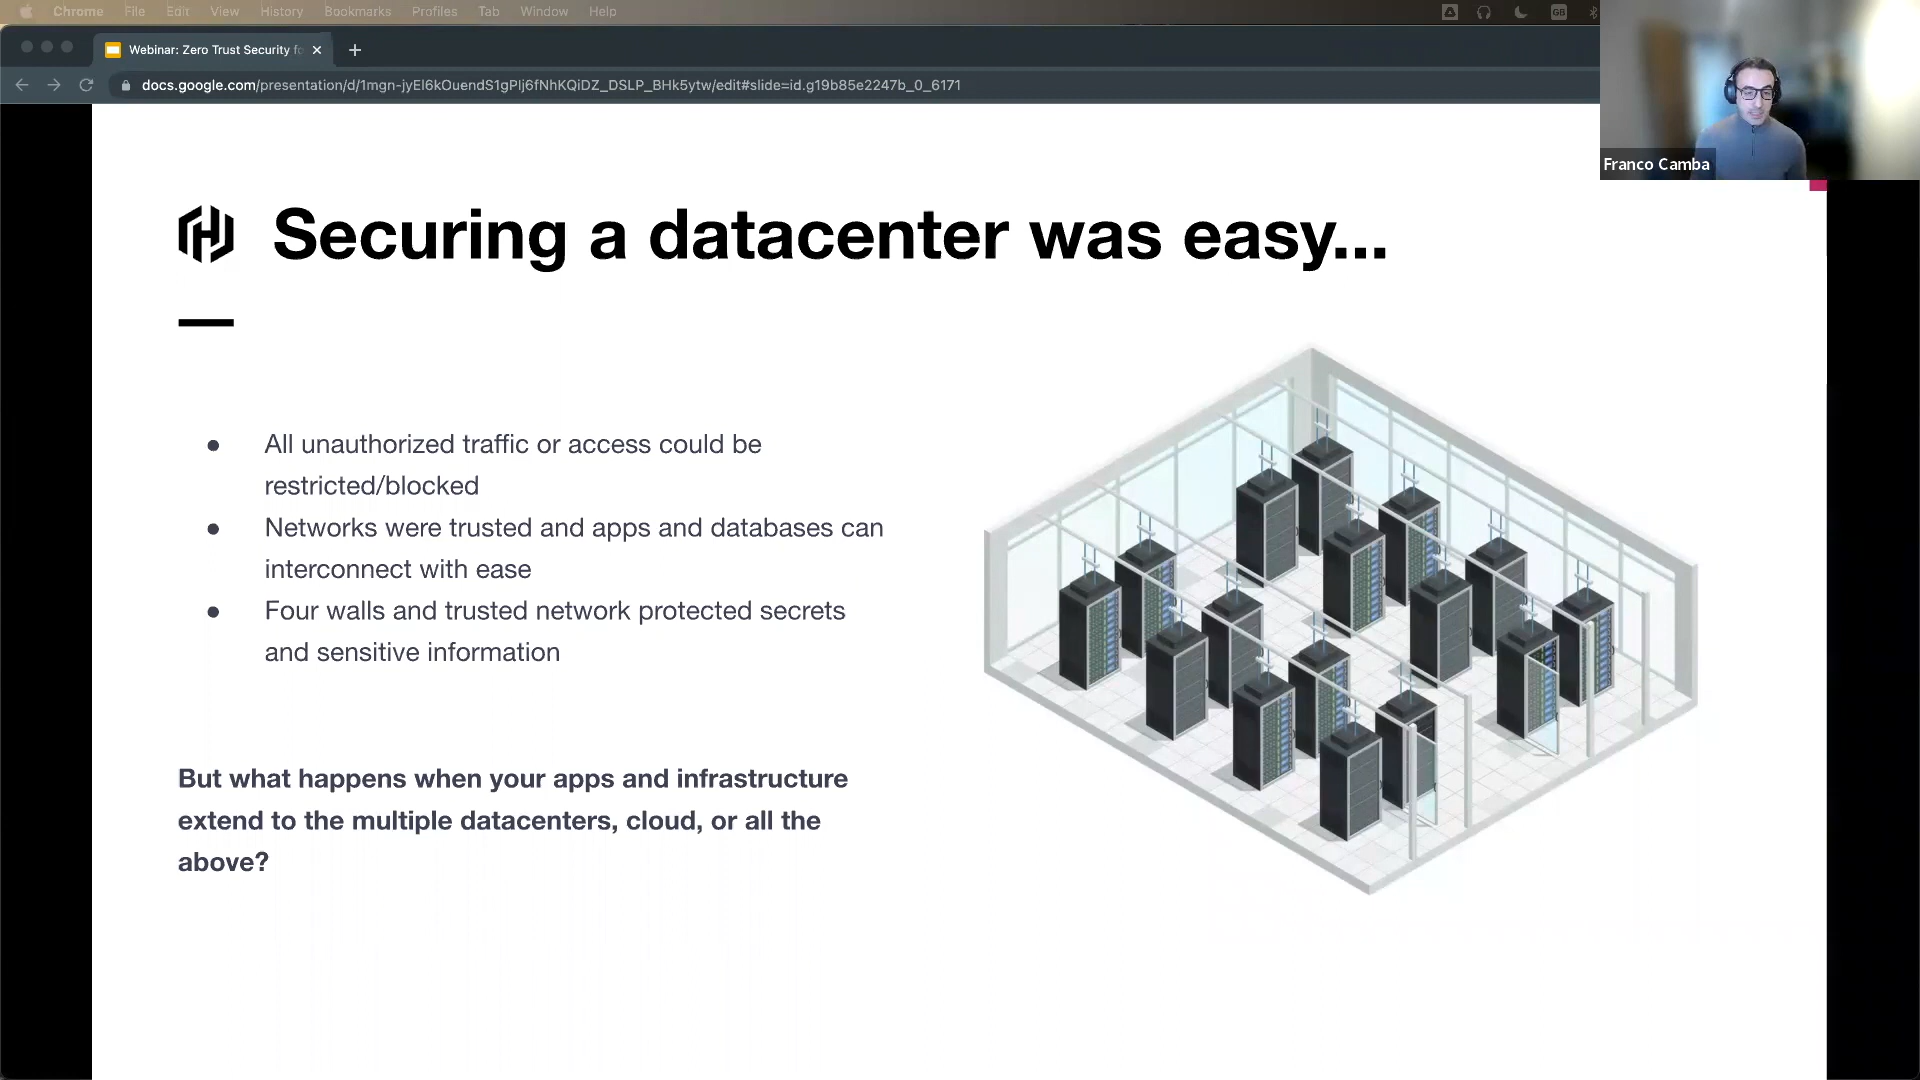 Chrome File Edit View History Bookmarks Profiles Tab Window Help
GB
Webinar: Zero Trust Security fo
docs.google.com/presentation/d/1mgn-jyEl6kOuendS1gPlj6fNhKQiDZ_DSLP_BHk5ytw/edit#slide=id.g19b85e2247b_0_6171
Franco Camba
Securing a datacenter was easy...
● All unauthorized traffic or access could be
restricted/blocked
● Networks were trusted and apps and databases can
interconnect with ease
● Four walls and trusted network protected secrets
and sensitive information
But what happens when your apps and infrastructure
extend to the multiple datacenters, cloud, or all the
above?